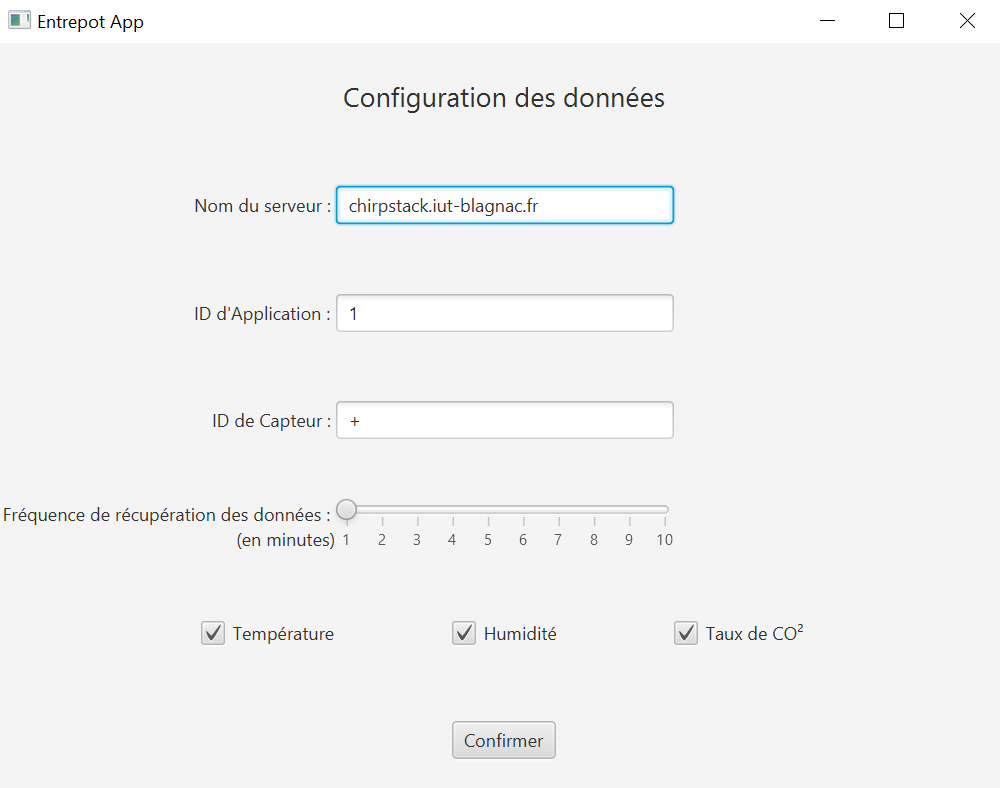 Entrepot App
Configuration des données
Nom du serveur : chirpstack.iut-blagnac.fr
ID d'Application : 1
ID de Capteur : +
Fréquence de récupération des données :
(en minutes) 1 2 3 4 5 6 7 8 9 10
Température Humidité Taux de CO²
Confirmer